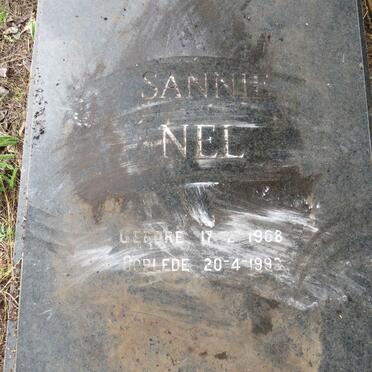 SANNIE
NEL
GEBORE 17-2-1968
OORLEDE 20-4-1993